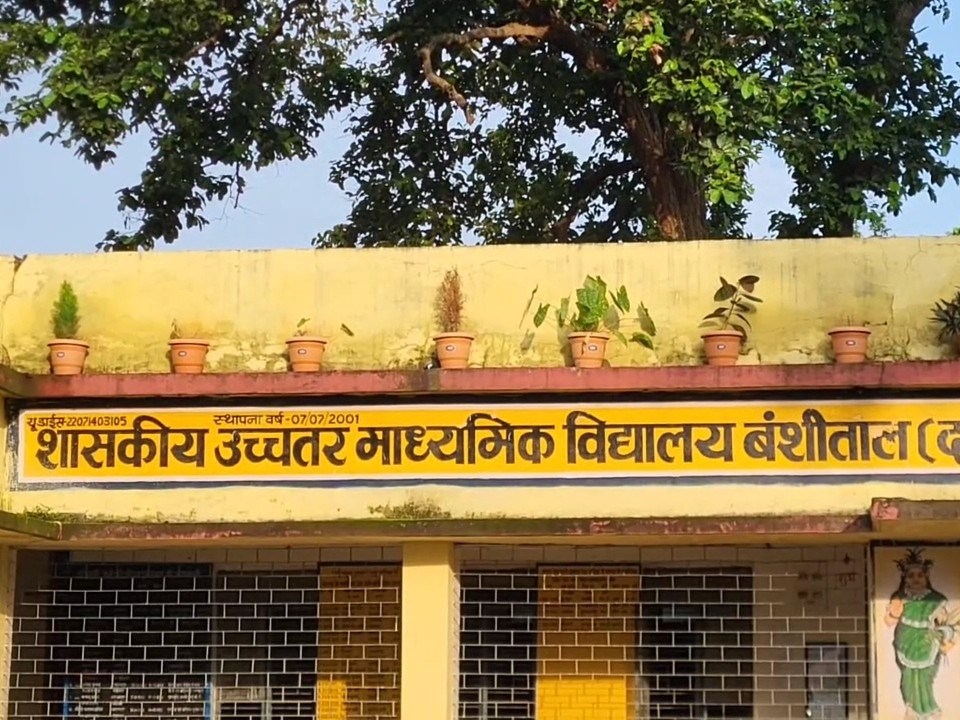 यूडाईस-22071403105 स्थापना वर्ष-07/07/2001
शासकीय उच्चतर माध्यमिक विद्यालय बंशीताल (